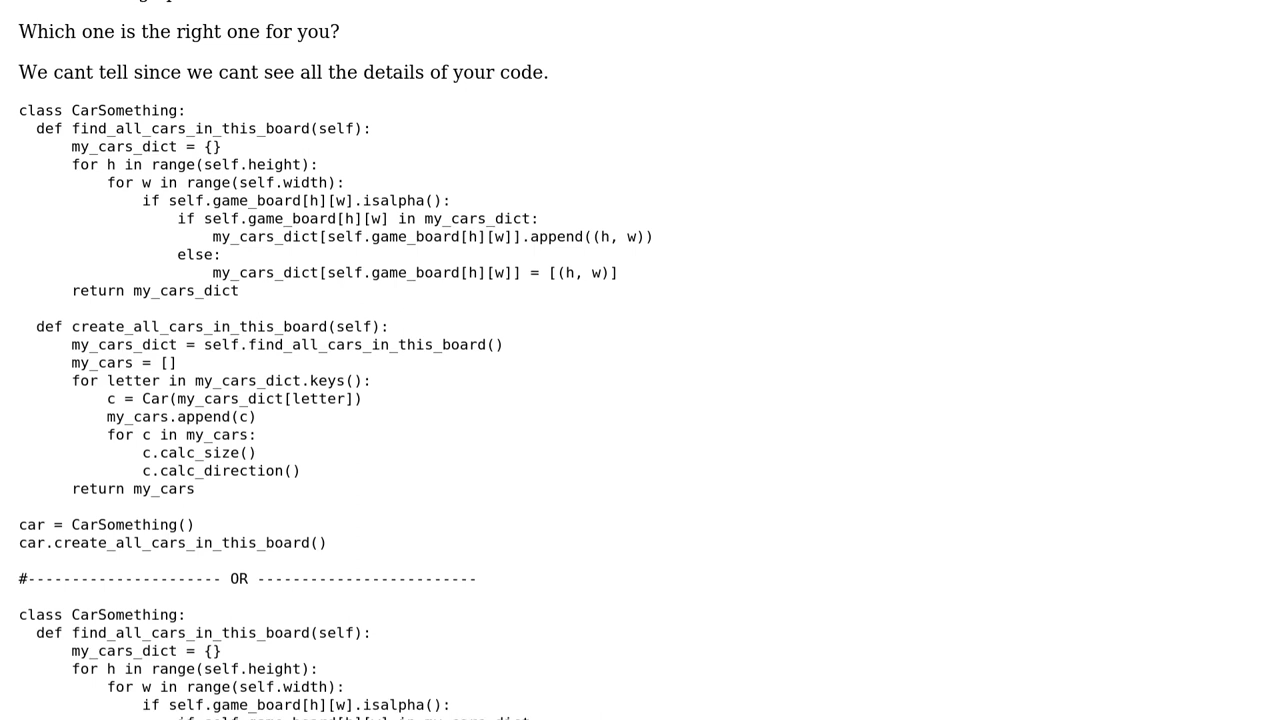 Which one is the right one for you?
We cant tell since we cant see all the details of your code.
class CarSomething:
  def find_all_cars_in_this_board(self):
      my_cars_dict = {}
      for h in range(self.height):
          for w in range(self.width):
              if self.game_board[h][w].isalpha():
                  if self.game_board[h][w] in my_cars_dict:
                      my_cars_dict[self.game_board[h][w]].append((h, w))
                  else:
                      my_cars_dict[self.game_board[h][w]] = [(h, w)]
      return my_cars_dict

  def create_all_cars_in_this_board(self):
      my_cars_dict = self.find_all_cars_in_this_board()
      my_cars = []
      for letter in my_cars_dict.keys():
          c = Car(my_cars_dict[letter])
          my_cars.append(c)
          for c in my_cars:
              c.calc_size()
              c.calc_direction()
      return my_cars

car = CarSomething()
car.create_all_cars_in_this_board()

#---------------------- OR -------------------------

class CarSomething:
  def find_all_cars_in_this_board(self):
      my_cars_dict = {}
      for h in range(self.height):
          for w in range(self.width):
              if self.game_board[h][w].isalpha():